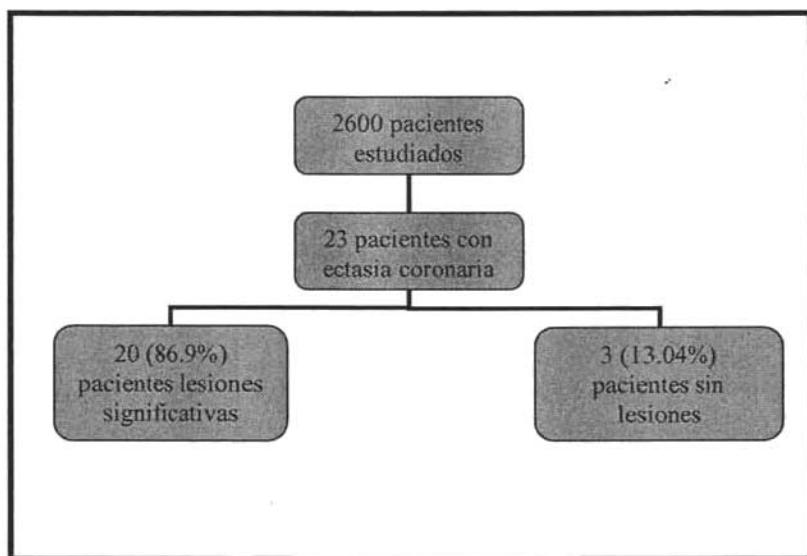 2600 pacientes
estudiados
23 pacientes con
ectasia coronaria
20 (86.9%)
pacientes lesiones
significativas
3 (13.04%)
pacientes sin
lesiones